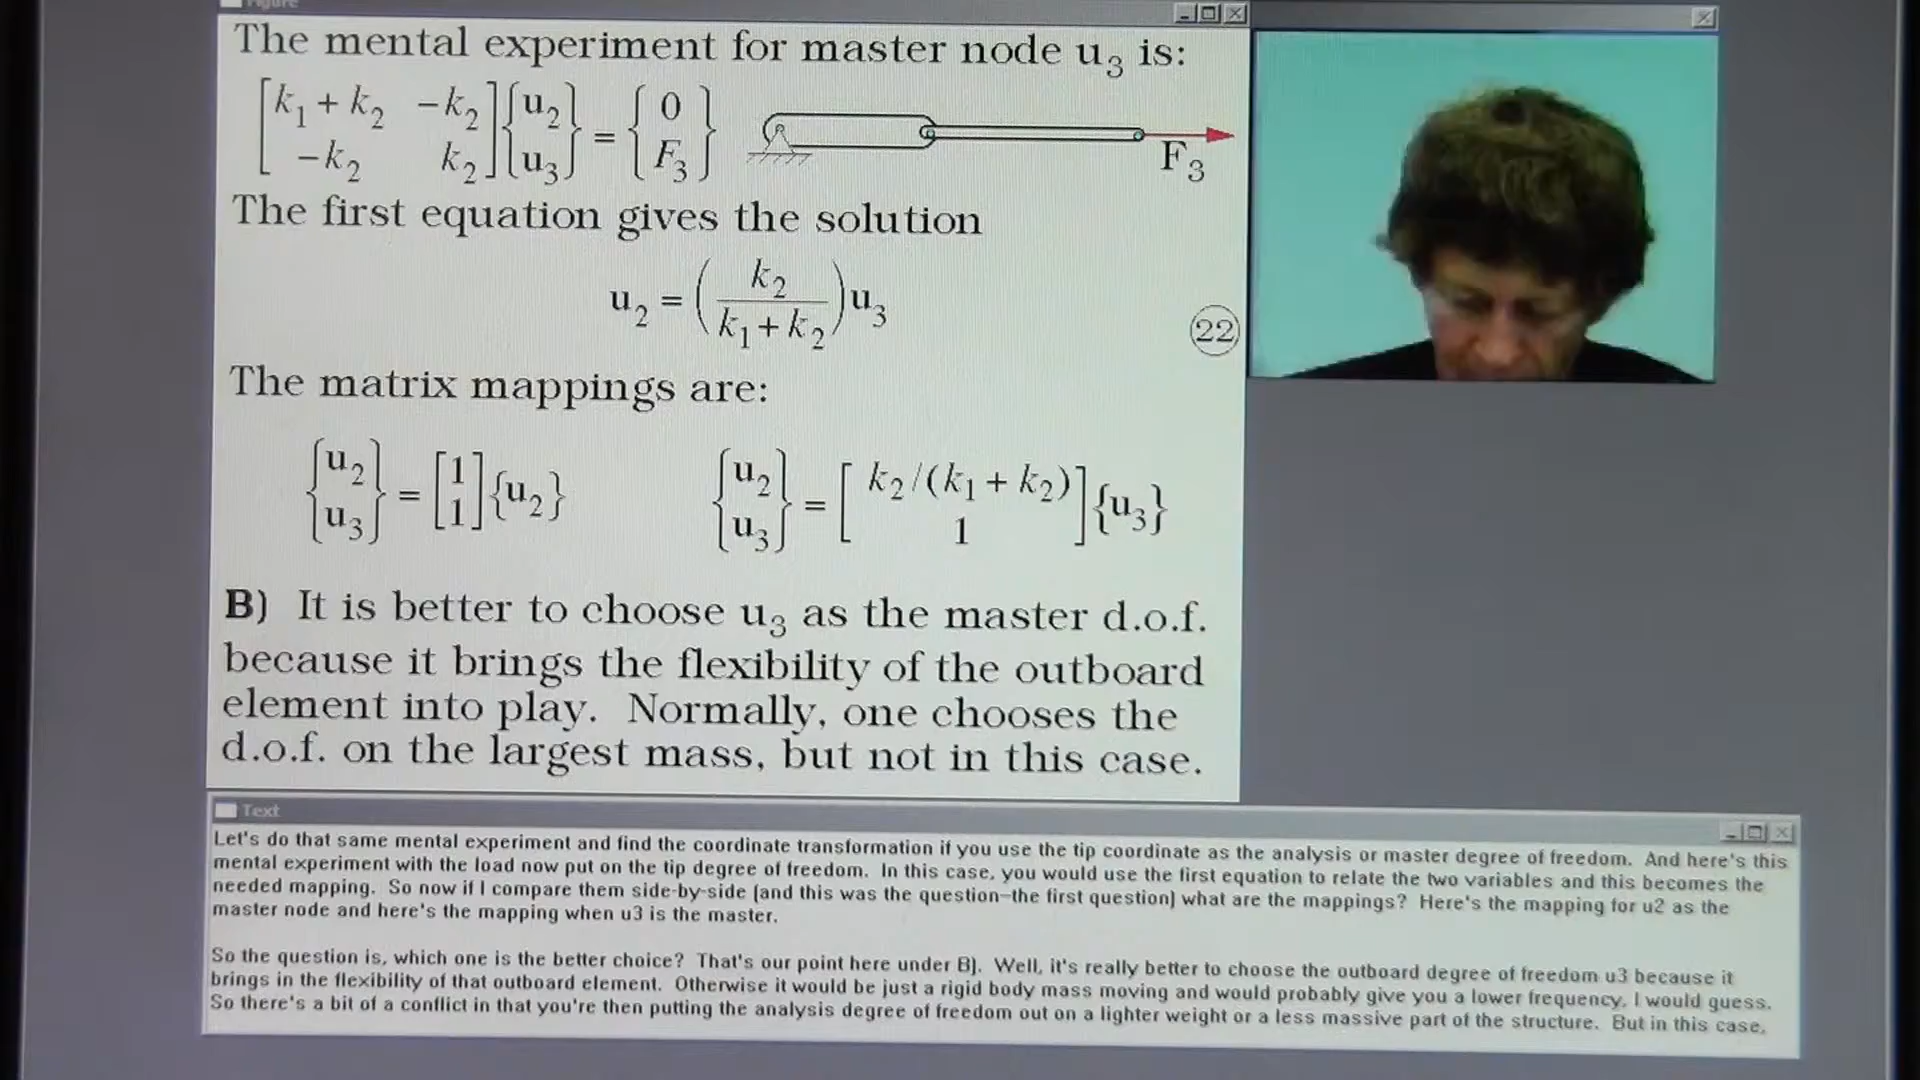 Figure
The mental experiment for master node u₃ is:
[k₁ + k₂ -k₂; -k₂ k₂]{u₂; u₃} = {0; F₃}
F₃
The first equation gives the solution
u₂ = (k₂/(k₁+k₂))u₃
22
The matrix mappings are:
{u₂; u₃} = [1; 1]{u₂} {u₂; u₃} = [k₂/(k₁ + k₂); 1]{u₃}
B) It is better to choose u₃ as the master d.o.f.
because it brings the flexibility of the outboard
element into play. Normally, one chooses the
d.o.f. on the largest mass, but not in this case.
Text
Let's do that same mental experiment and find the coordinate transformation if you use the tip coordinate as the analysis or master degree of freedom. And here's this
mental experiment with the load now put on the tip degree of freedom. In this case, you would use the first equation to relate the two variables and this becomes the
needed mapping. So now if I compare them side-by-side (and this was the question–the first question) what are the mappings? Here's the mapping for u2 as the
master node and here's the mapping when u3 is the master.
So the question is, which one is the better choice? That's our point here under B). Well, it's really better to choose the outboard degree of freedom u3 because it
brings in the flexibility of that outboard element. Otherwise it would be just a rigid body mass moving and would probably give you a lower frequency, I would guess.
So there's a bit of a conflict in that you're then putting the analysis degree of freedom out on a lighter weight or a less massive part of the structure. But in this case,